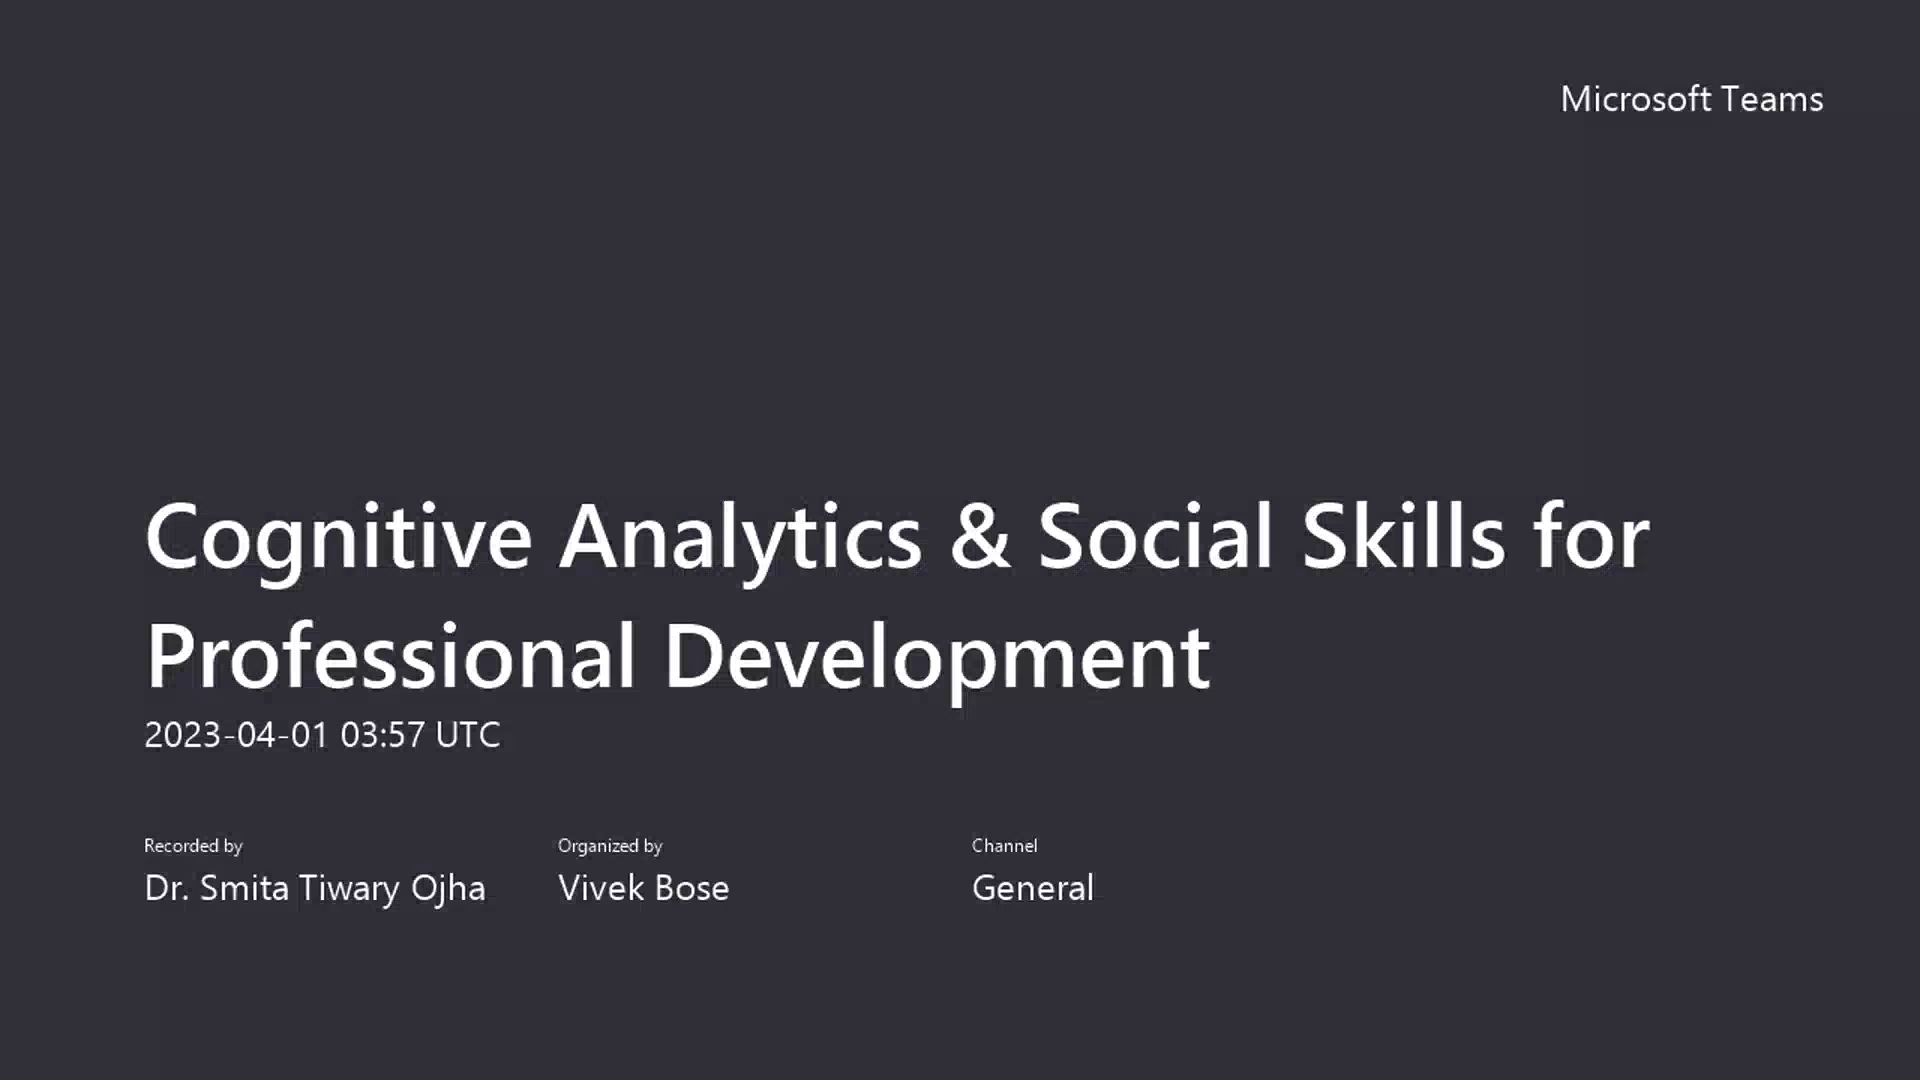 Microsoft Teams
Cognitive Analytics & Social Skills for
Professional Development
2023-04-01 03:57 UTC
Recorded by
Dr. Smita Tiwary Ojha
Organized by
Vivek Bose
Channel
General